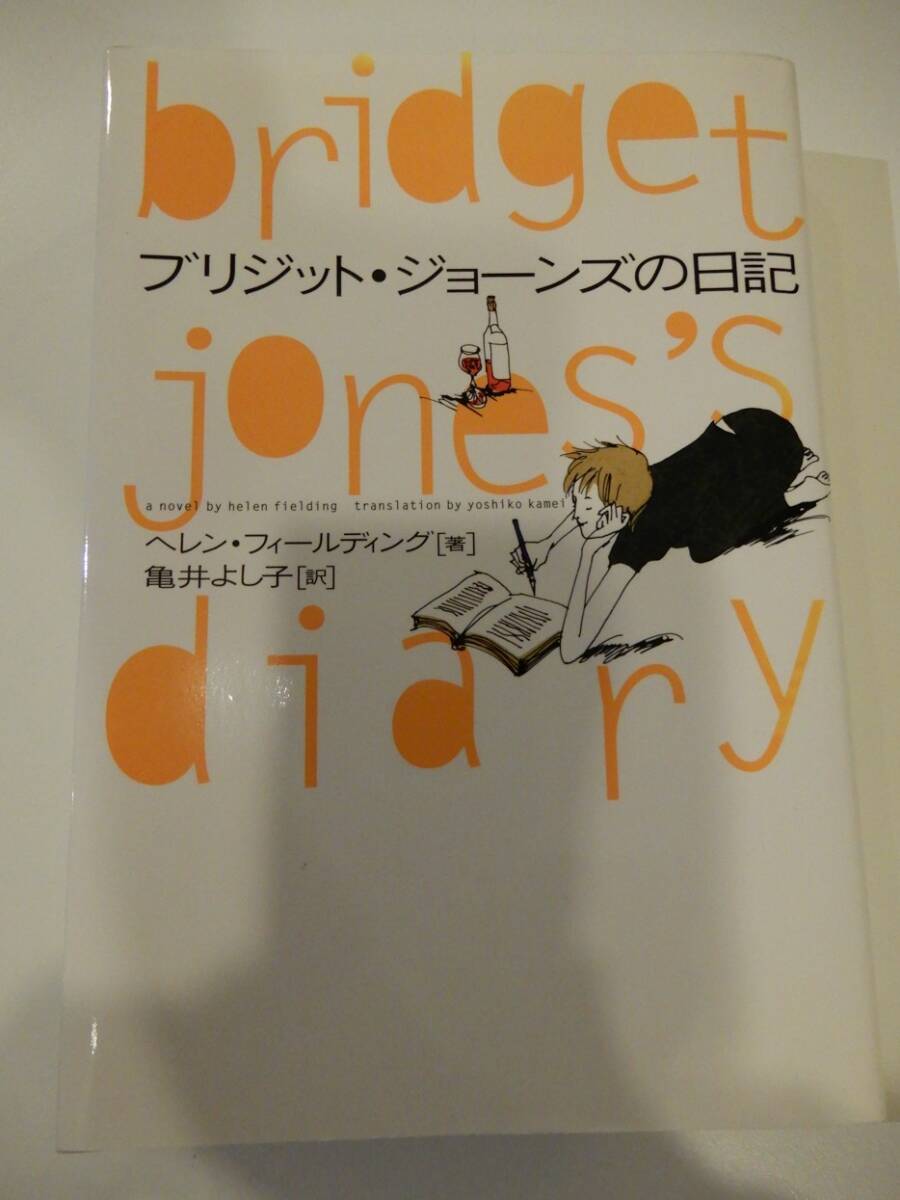 bridget
ブリジット・ジョーンズの日記
jones's
a novel by helen fielding translation by yoshiko kamei
ヘレン・フィールディング[著]
亀井よし子[訳]
diary